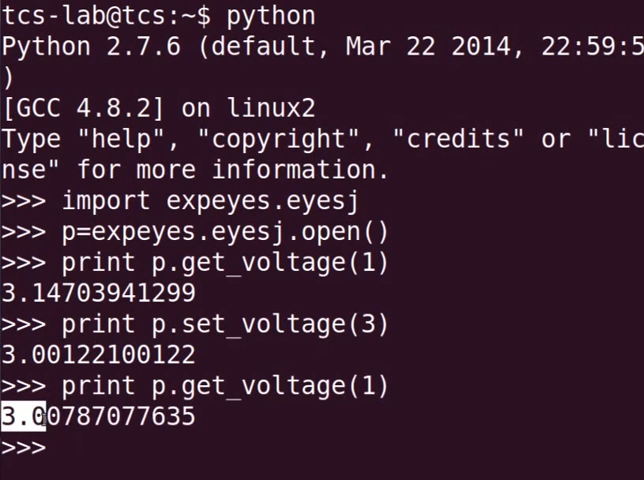 tcs-lab@tcs:~$ python
Python 2.7.6 (default, Mar 22 2014, 22:59:5
)
[GCC 4.8.2] on linux2
Type "help", "copyright", "credits" or "lic
nse" for more information.
>>> import expeyes.eyesj
>>> p=expeyes.eyesj.open()
>>> print p.get_voltage(1)
3.14703941299
>>> print p.set_voltage(3)
3.00122100122
>>> print p.get_voltage(1)
3.00787077635
>>>